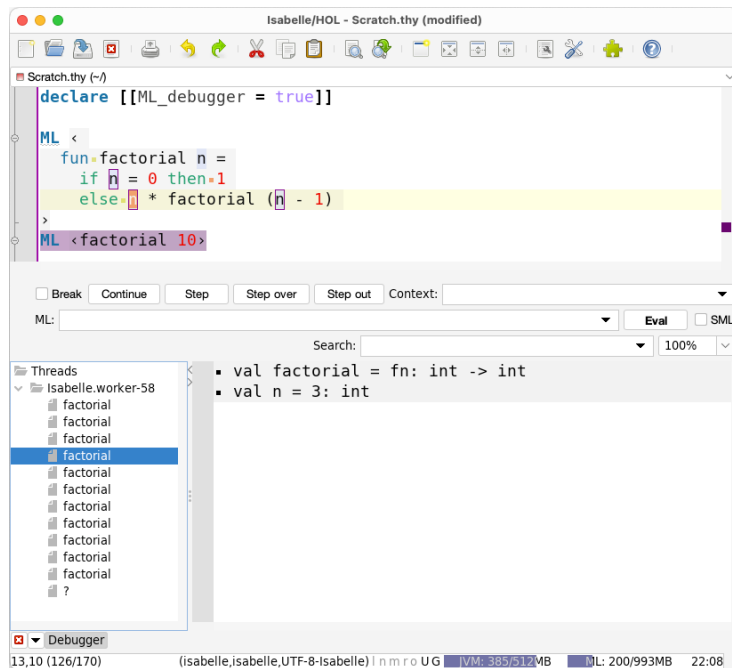 Isabelle/HOL - Scratch.thy (modified)
Scratch.thy (~/)
declare [[ML_debugger = true]]
ML ‹
fun factorial n =
if n = 0 then 1
else n * factorial (n - 1)
›
ML ‹factorial 10›
Break Continue Step Step over Step out Context:
ML: Eval SML
Search: 100%
Threads
Isabelle.worker-58
factorial
factorial
factorial
factorial
factorial
factorial
factorial
factorial
factorial
factorial
factorial
?
▪ val factorial = fn: int -> int
▪ val n = 3: int
Debugger
13,10 (126/170) (isabelle,isabelle,UTF-8-Isabelle) l n m r o U G JVM: 385/512MB ML: 200/993MB 22:08